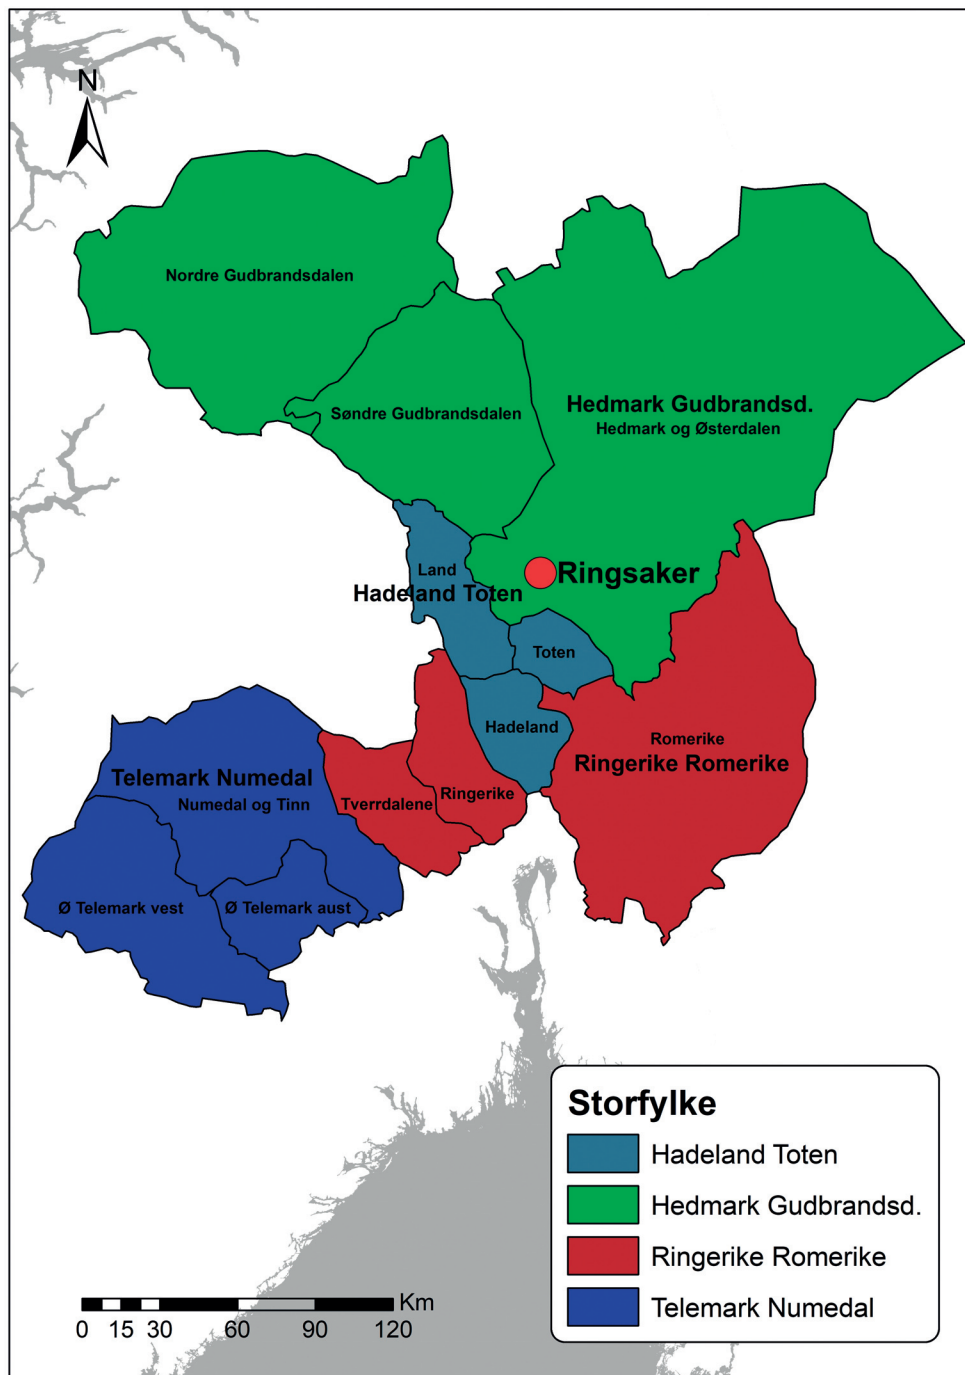 N
Nordre Gudbrandsdalen
Søndre Gudbrandsdalen
Hedmark Gudbrandsd.
Hedmark og Østerdalen
Land
Hadeland Toten
Ringsaker
Toten
Hadeland
Romerike
Ringerike Romerike
Telemark Numedal
Numedal og Tinn
Tverrdalene
Ringerike
Ø Telemark vest
Ø Telemark aust
Storfylke
Hadeland Toten
Hedmark Gudbrandsd.
Ringerike Romerike
Telemark Numedal
Km
0 15 30 60 90 120